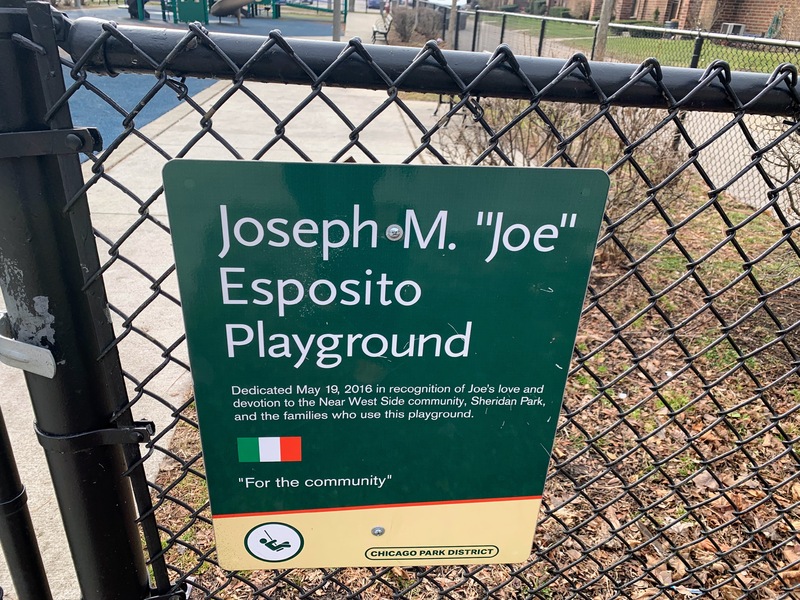 Joseph M. "Joe"
Esposito
Playground
Dedicated May 19, 2016 in recognition of Joe's love and
devotion to the Near West Side community, Sheridan Park,
and the families who use this playground.
"For the community"
CHICAGO PARK DISTRICT